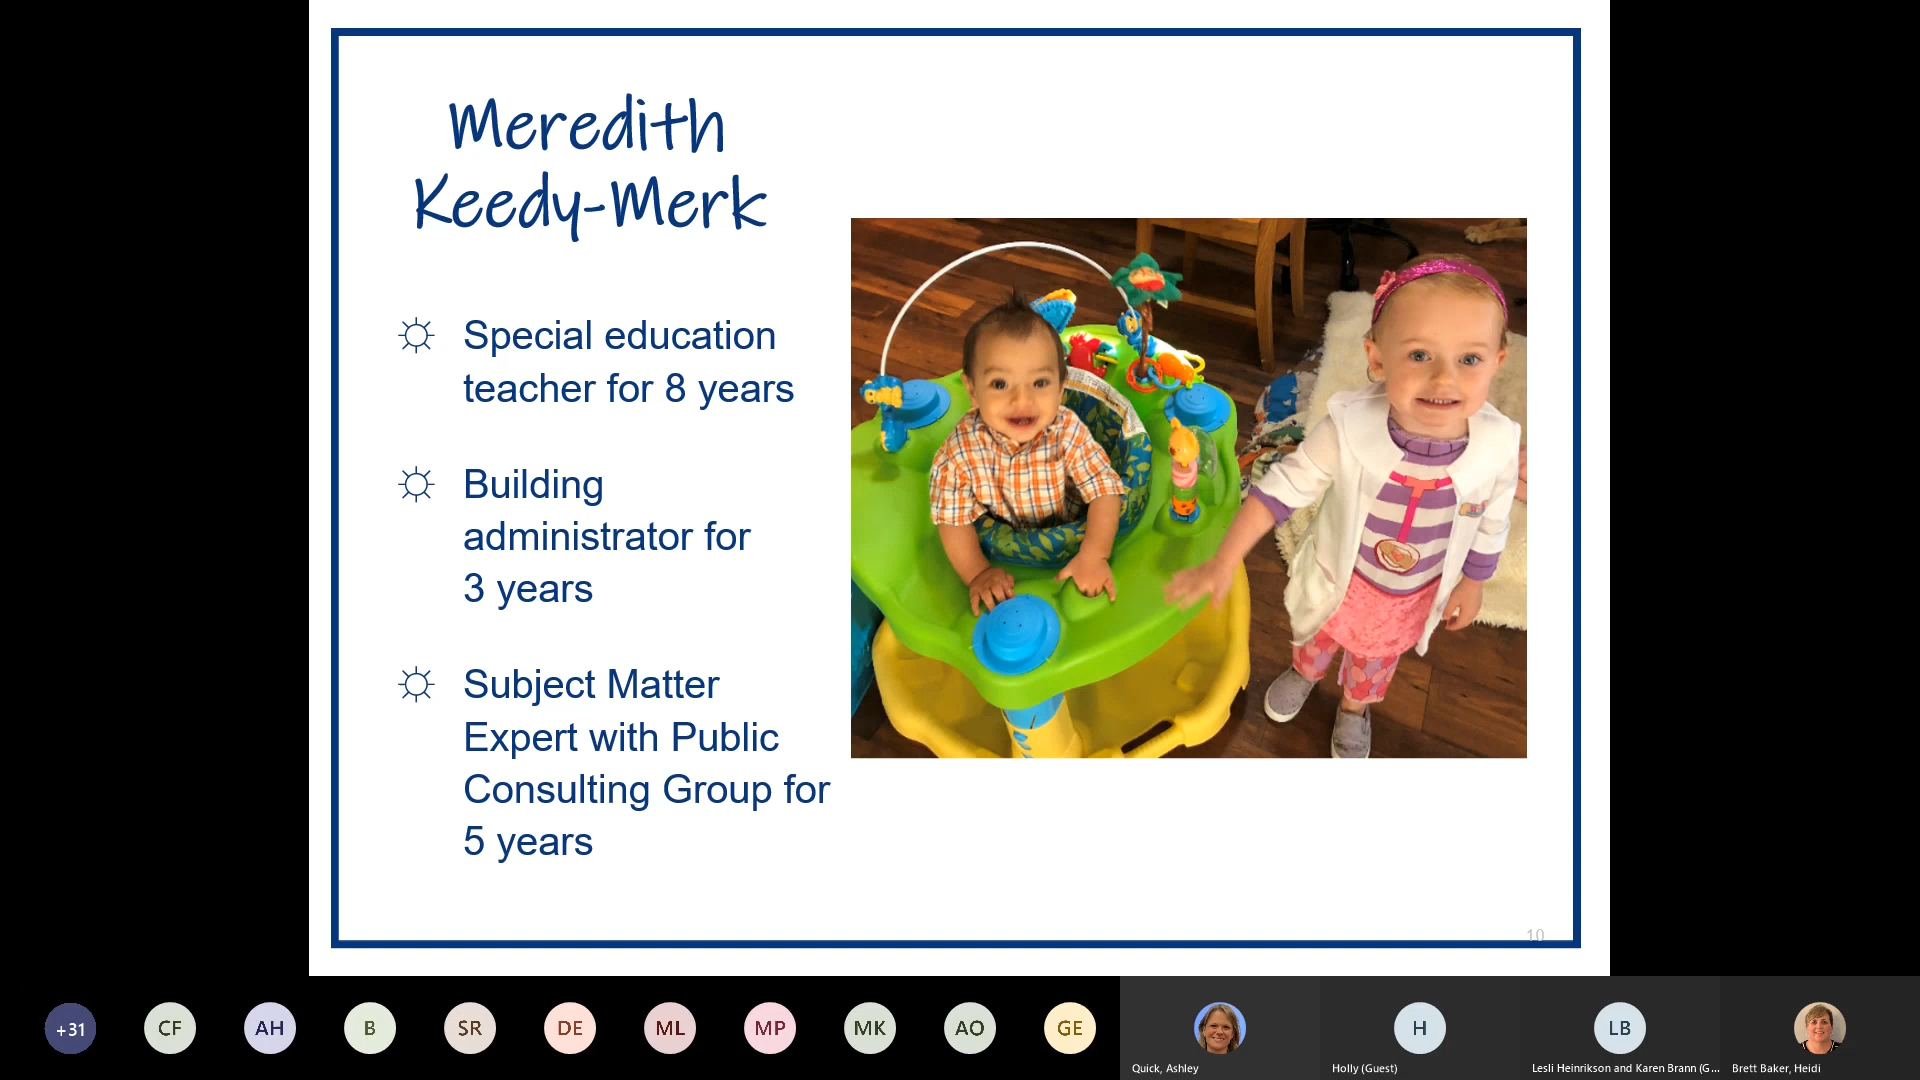 Meredith
Keedy-Merk
Special education
teacher for 8 years
Building
administrator for
3 years
Subject Matter
Expert with Public
Consulting Group for
5 years
10
+31
CF
AH
B
SR
DE
ML
MP
MK
AO
GE
Quick, Ashley
H
Holly (Guest)
LB
Lesli Heinrikson and Karen Brann (G...
Brett Baker, Heidi